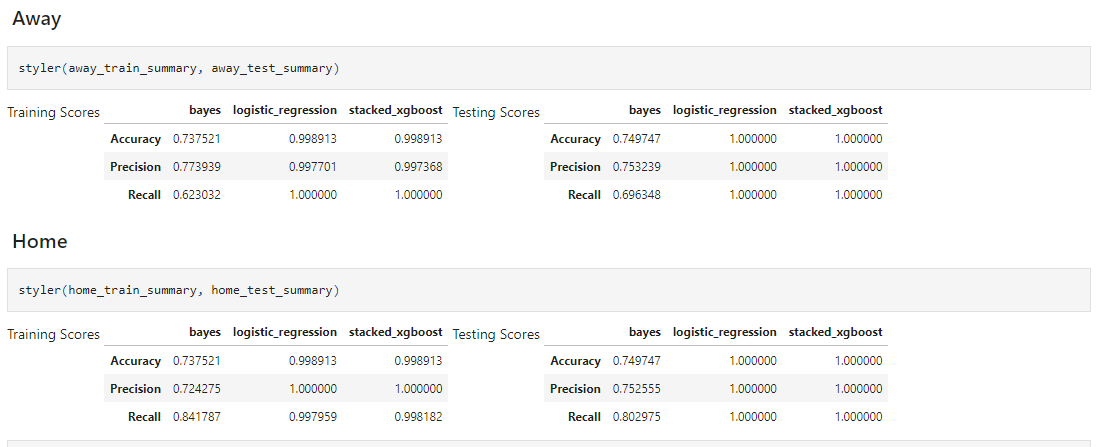 Away
styler(away_train_summary, away_test_summary)
Training Scores bayes logistic_regression stacked_xgboost Testing Scores bayes logistic_regression stacked_xgboost
Accuracy 0.737521 0.998913 0.998913 Accuracy 0.749747 1.000000 1.000000
Precision 0.773939 0.997701 0.997368 Precision 0.753239 1.000000 1.000000
Recall 0.623032 1.000000 1.000000 Recall 0.696348 1.000000 1.000000
Home
styler(home_train_summary, home_test_summary)
Training Scores bayes logistic_regression stacked_xgboost Testing Scores bayes logistic_regression stacked_xgboost
Accuracy 0.737521 0.998913 0.998913 Accuracy 0.749747 1.000000 1.000000
Precision 0.724275 1.000000 1.000000 Precision 0.752555 1.000000 1.000000
Recall 0.841787 0.997959 0.998182 Recall 0.802975 1.000000 1.000000